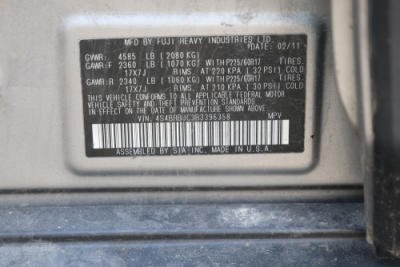 MFD BY FUJI HEAVY INDUSTRIES LTD.
DATE: 02/11
GVWR: 4585 LB (2080 KG) TIRES.
GAWR:F 2360 LB (1070 KG) WITH P225/60R17
17X7J RIMS, AT 220 KPA (32 PSI) COLD TIRES.
GAWR:R 2340 LB (1060 KG) WITH P225/60R17
17X7J RIMS, AT 210 KPA (30 PSI) COLD
THIS VEHICLE CONFORMS TO ALL APPLICABLE FEDERAL MOTOR
VEHICLE SAFETY STANDARDS
IN EFFECT ON THE DATE OF MANUFACTURE SHOWN ABOVE.
VIN: MPV
ASSEMBLED BY SIA INC. MADE IN U.S.A.